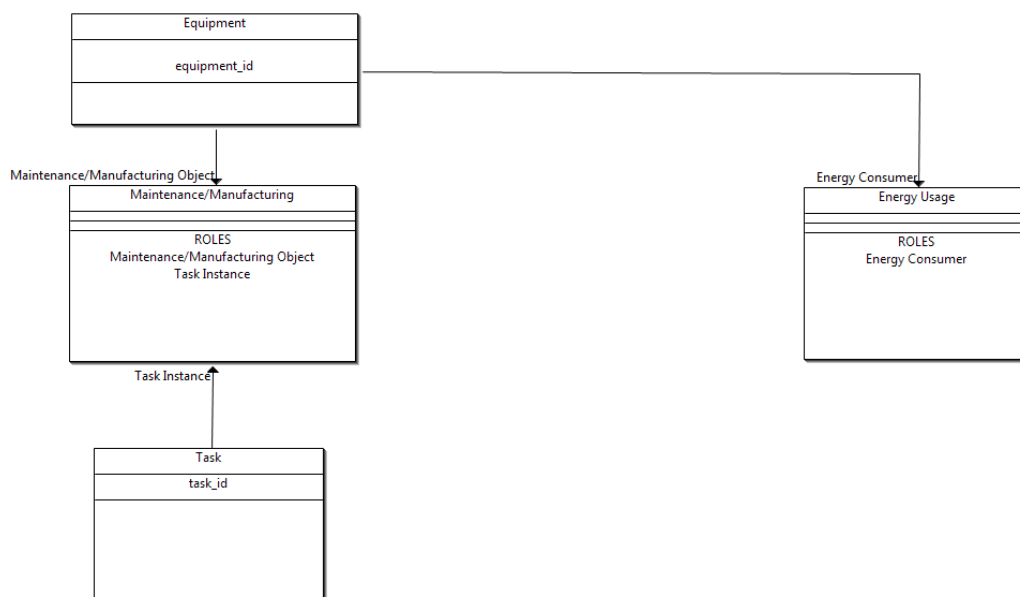 Equipment
equipment_id
Maintenance/Manufacturing Object
Maintenance/Manufacturing
ROLES
Maintenance/Manufacturing Object
Task Instance
Energy Consumer
Energy Usage
ROLES
Energy Consumer
Task Instance
Task
task_id